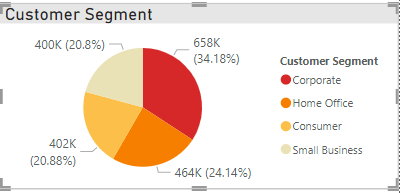 Customer Segment
400K (20.8%)
658K
(34.18%)
Customer Segment
Corporate
Home Office
Consumer
Small Business
402K
(20.88%)
464K (24.14%)